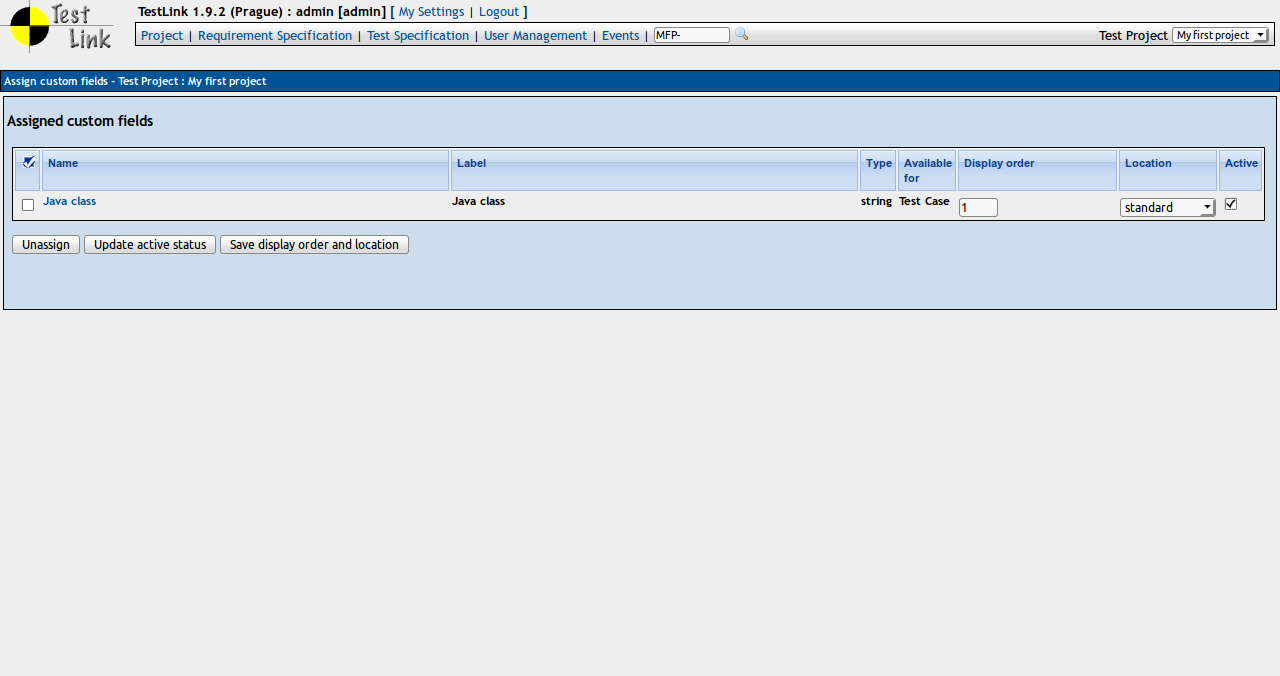 Test Link
TestLink 1.9.2 (Prague) : admin [admin] [ My Settings | Logout ]
Project | Requirement Specification | Test Specification | User Management | Events | MFP- Test Project My first project
Assign custom fields - Test Project : My first project
Assigned custom fields
Name Label Type Available for Display order Location Active
Java class Java class string Test Case 1 standard
Unassign Update active status Save display order and location